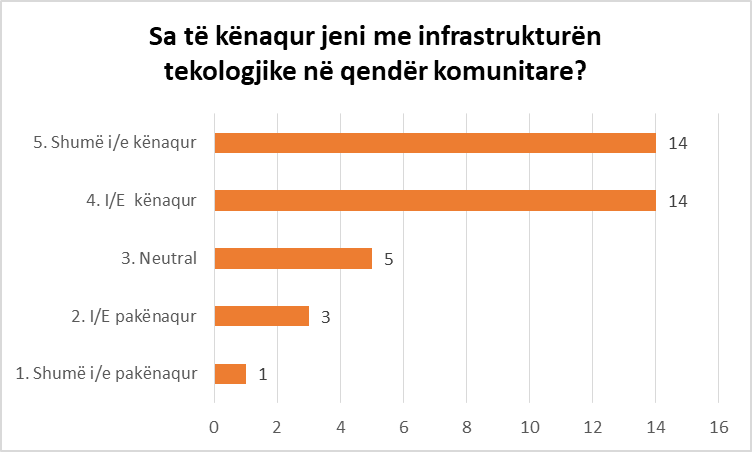 Sa të kënaqur jeni me infrastrukturën
tekologjike në qendër komunitare?
5. Shumë i/e kënaqur
14
4. I/E  kënaqur
14
3. Neutral
5
2. I/E pakënaqur
3
1. Shumë i/e pakënaqur
1
0 2 4 6 8 10 12 14 16